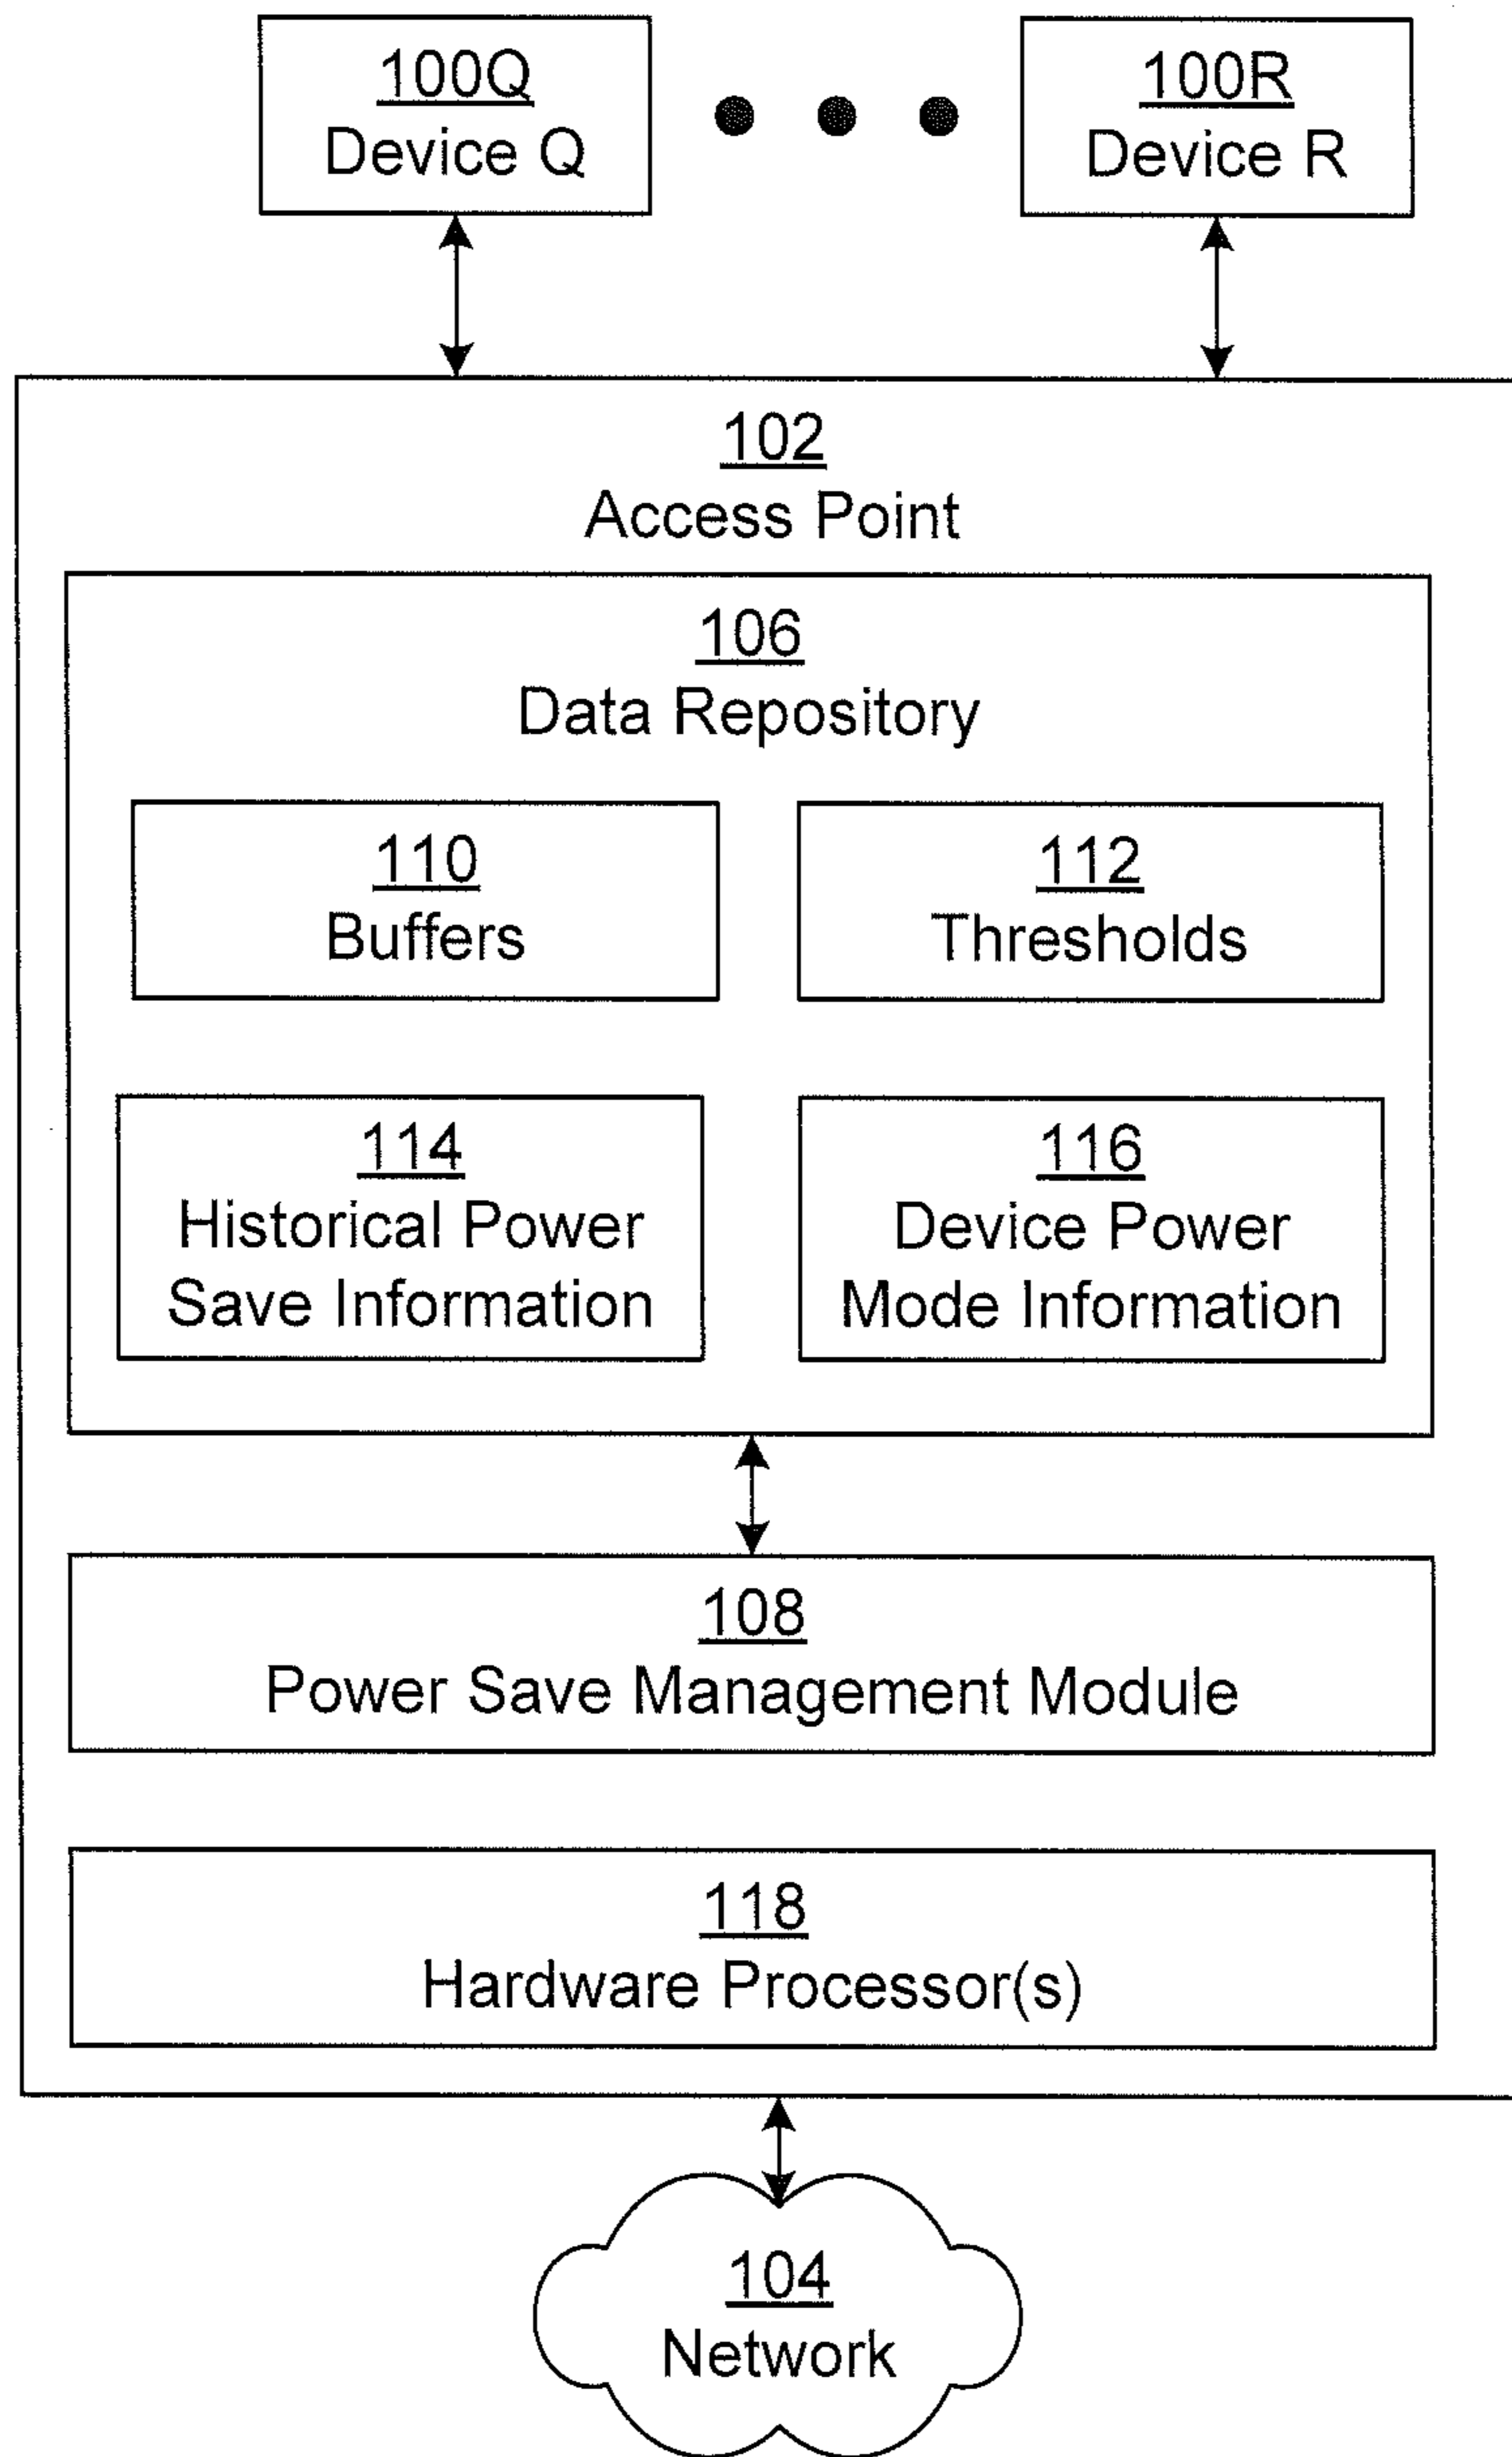 100Q
Device Q
100R
Device R
102
Access Point
106
Data Repository
110
Buffers
112
Thresholds
114
Historical Power
Save Information
116
Device Power
Mode Information
108
Power Save Management Module
118
Hardware Processor(s)
104
Network